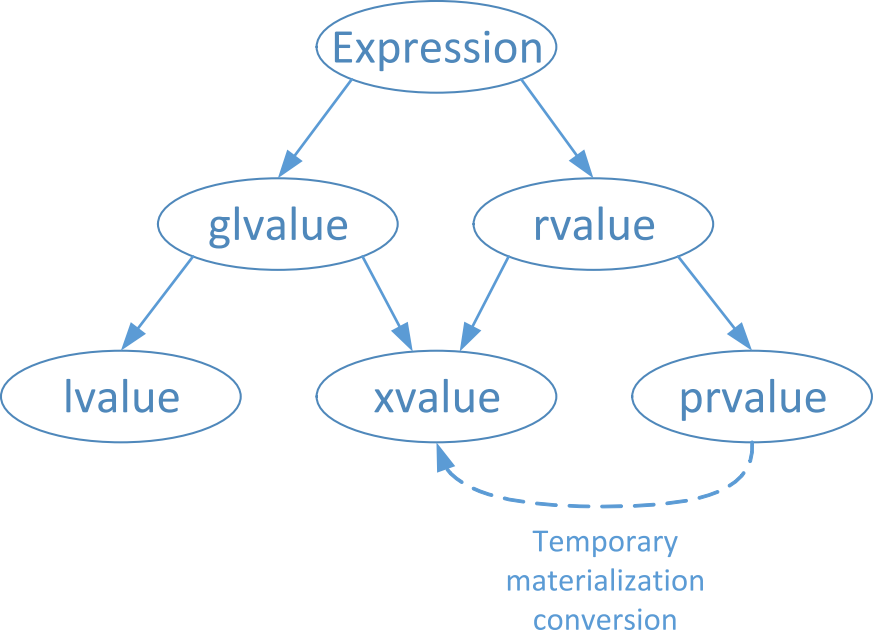 Expression
glvalue
rvalue
lvalue
xvalue
prvalue
Temporary
materialization
conversion